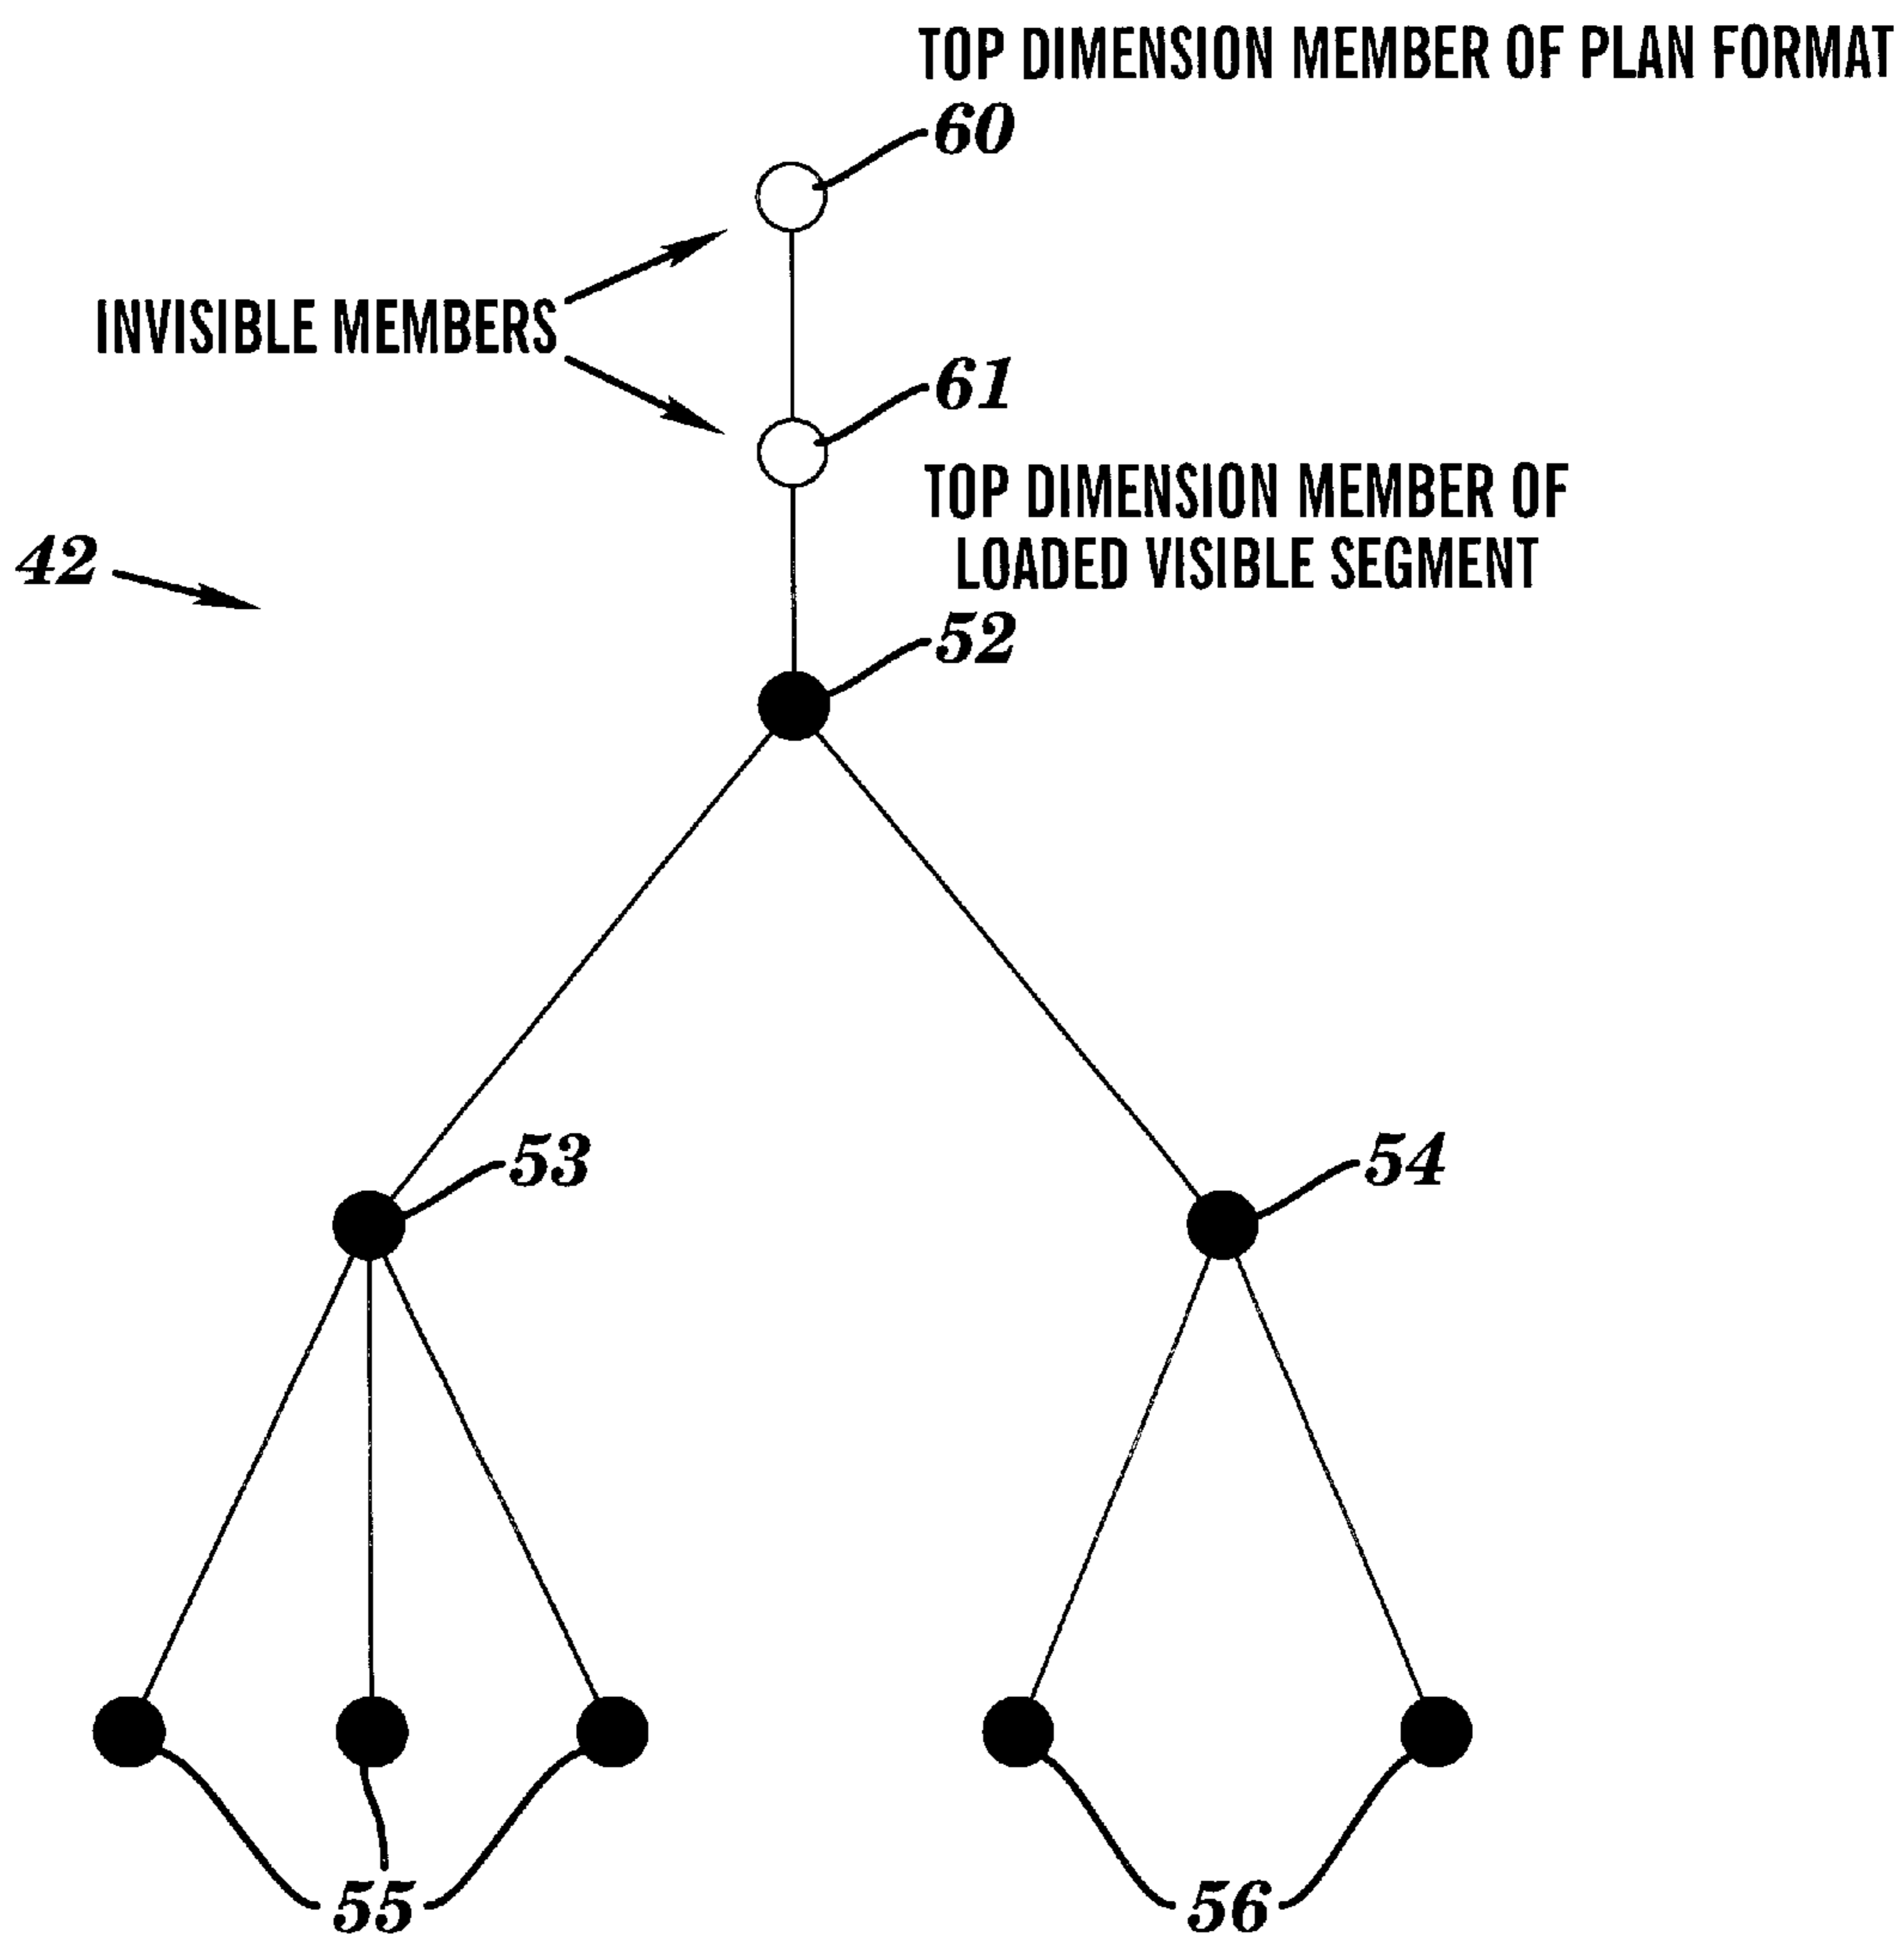 TOP DIMENSION MEMBER OF PLAN FORMAT
60
INVISIBLE MEMBERS
61
TOP DIMENSION MEMBER OF
LOADED VISIBLE SEGMENT
42
52
53
54
55
56